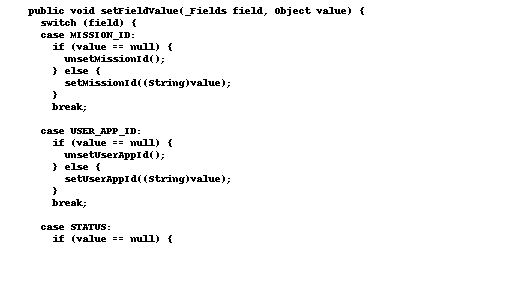 public void setFieldValue(_Fields field, Object value) {
switch (field) {
case MISSION_ID:
if (value == null) {
unsetMissionId();
} else {
setMissionId((String)value);
}
break;
case USER_APP_ID:
if (value == null) {
unsetUserAppId();
} else {
setUserAppId((String)value);
}
break;
case STATUS:
if (value == null) {